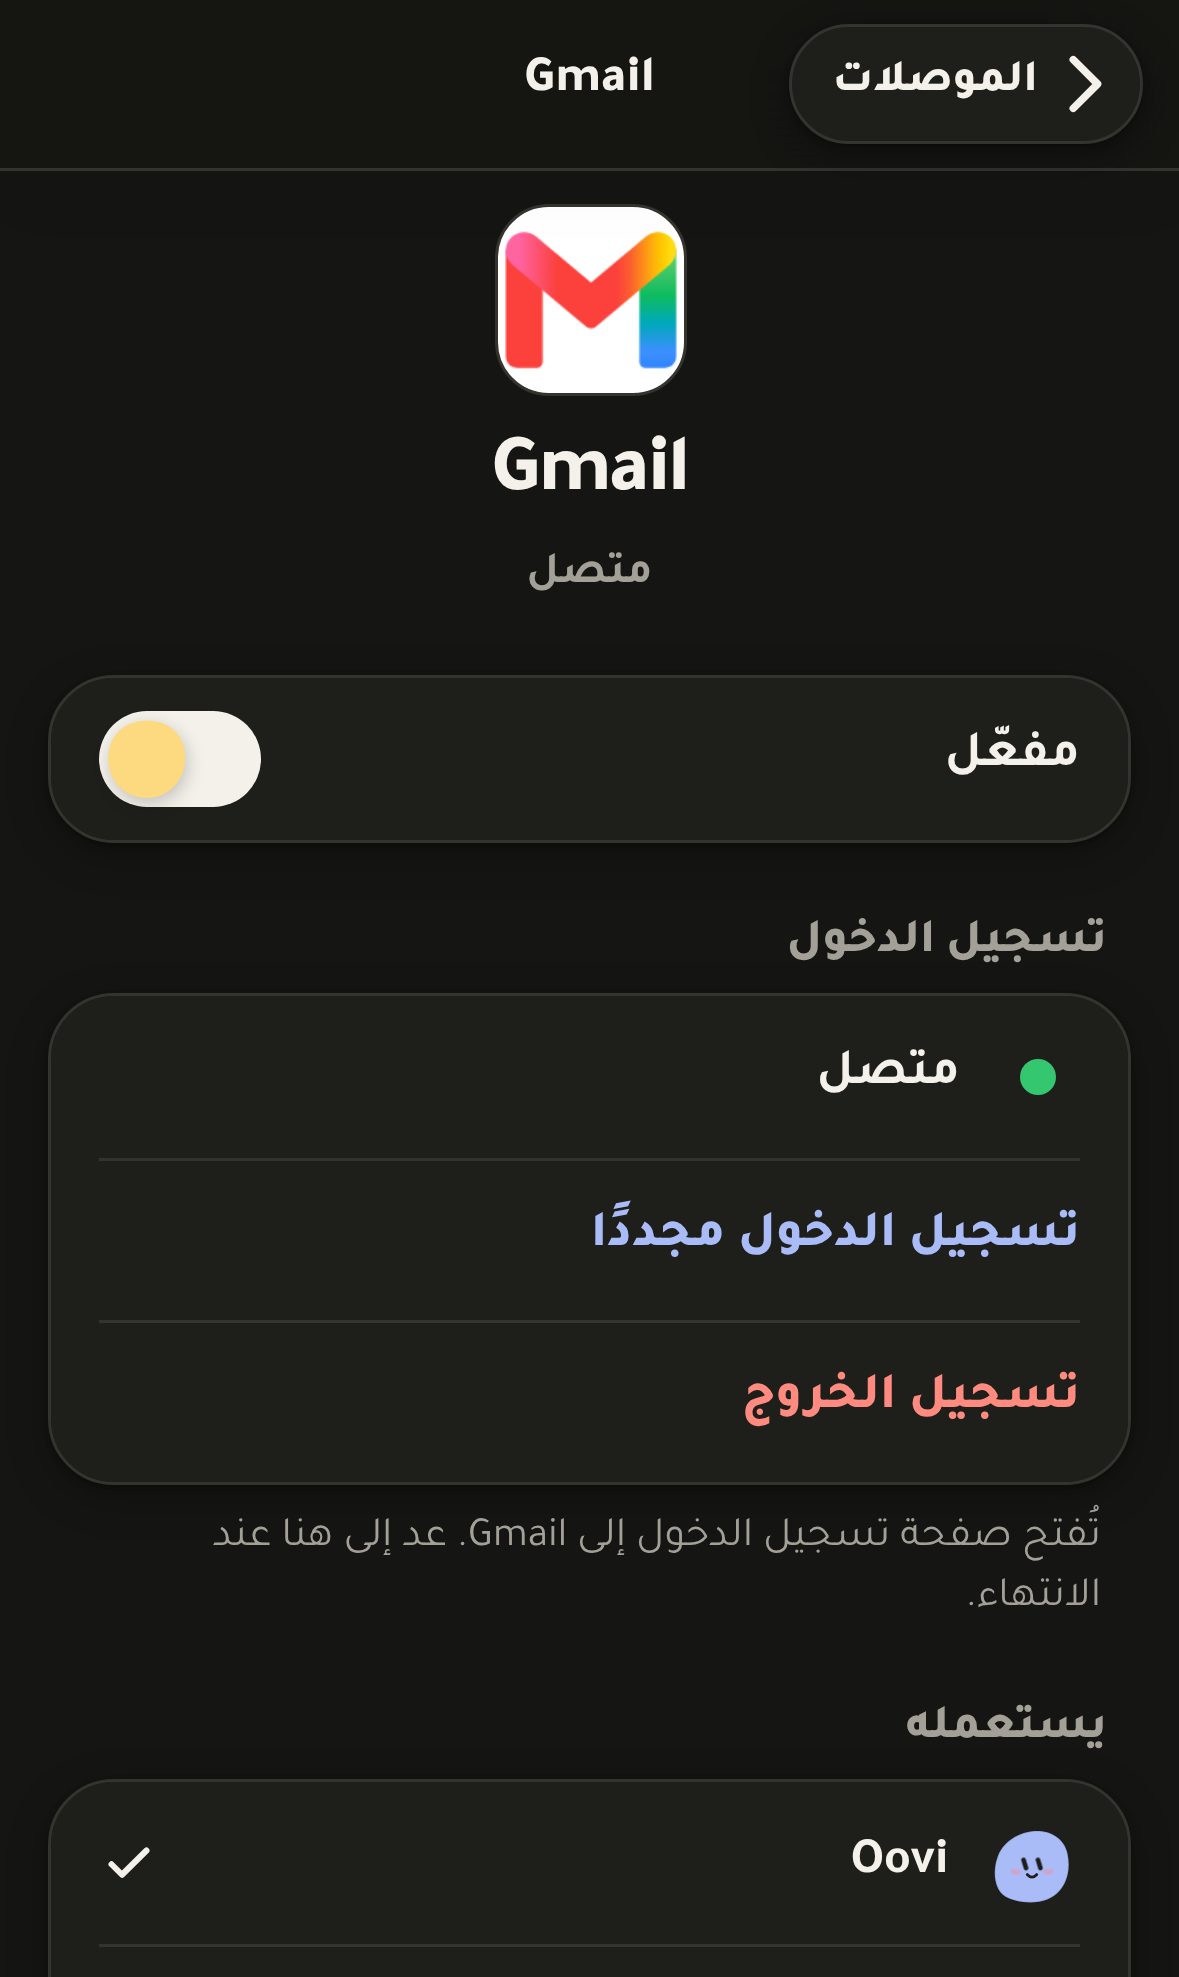 الموصلات
Gmail
Gmail
متصل
مفعّل
تسجيل الدخول
متصل
تسجيل الدخول مجددًا
تسجيل الخروج
تُفتح صفحة تسجيل الدخول إلى Gmail. عد إلى هنا عند
الانتهاء.
يستعمله
Oovi